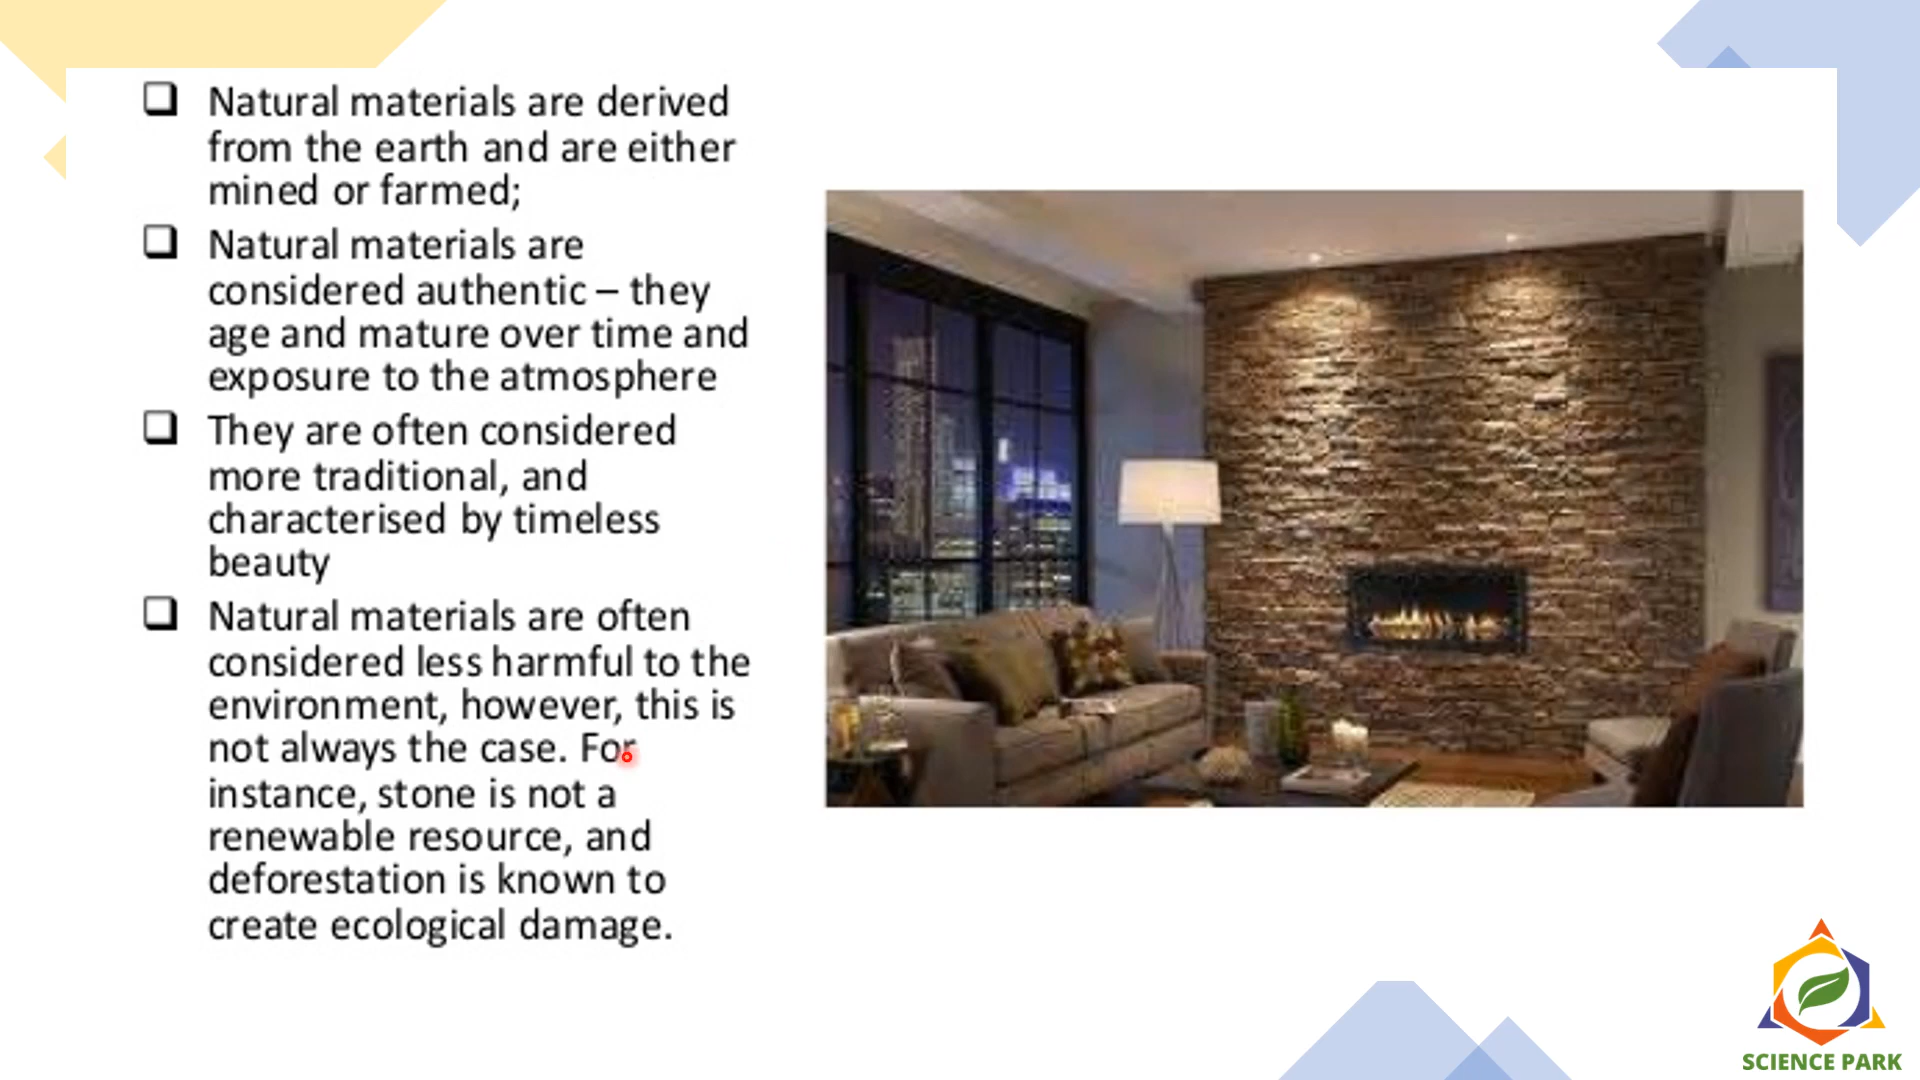 ❑ Natural materials are derived
from the earth and are either
mined or farmed;
❑ Natural materials are
considered authentic – they
age and mature over time and
exposure to the atmosphere
❑ They are often considered
more traditional, and
characterised by timeless
beauty
❑ Natural materials are often
considered less harmful to the
environment, however, this is
not always the case. For
instance, stone is not a
renewable resource, and
deforestation is known to
create ecological damage.
SCIENCE PARK